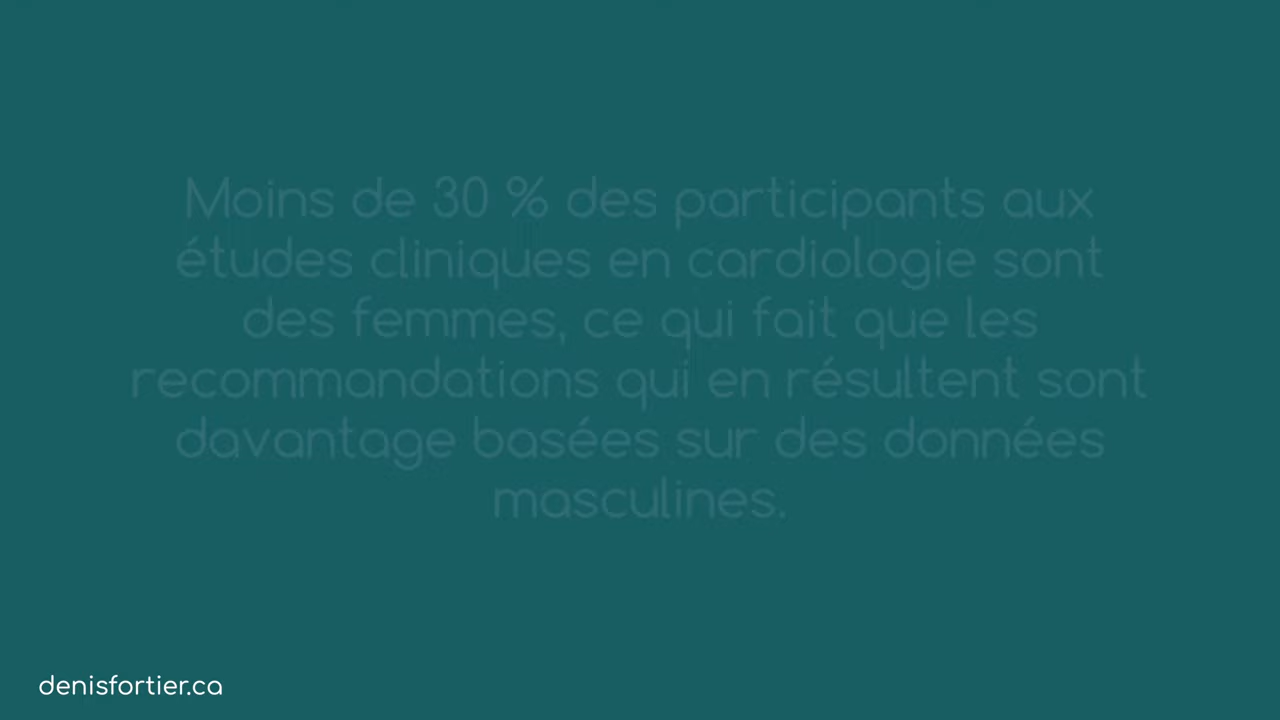 Moins de 30 % des participants aux
études cliniques en cardiologie sont
des femmes, ce qui fait que les
recommandations qui en résultent sont
davantage basées sur des données
masculines.
denisfortier.ca